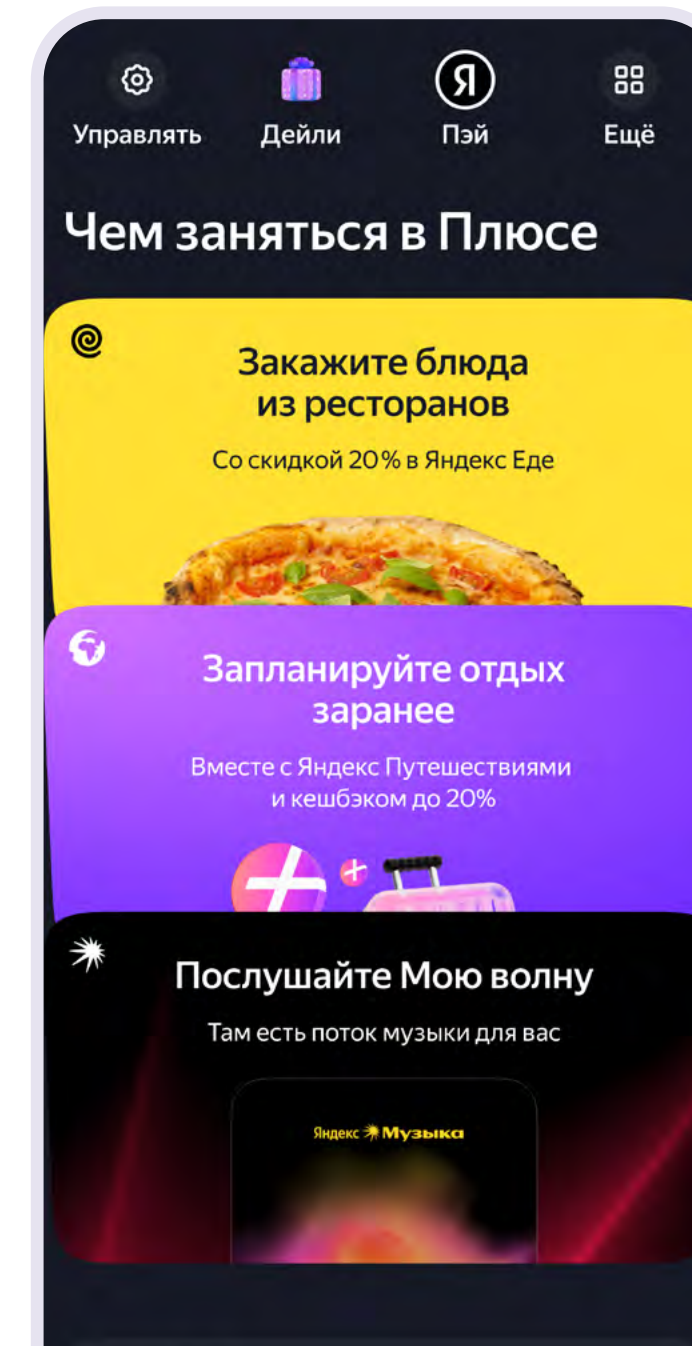 Управлять
Дейли
Я
Пэй
Ещё
Чем заняться в Плюсе
Закажите блюда
из ресторанов
Со скидкой 20% в Яндекс Еде
Запланируйте отдых
заранее
Вместе с Яндекс Путешествиями
и кешбэком до 20%
Послушайте Мою волну
Там есть поток музыки для вас
Яндекс Музыка